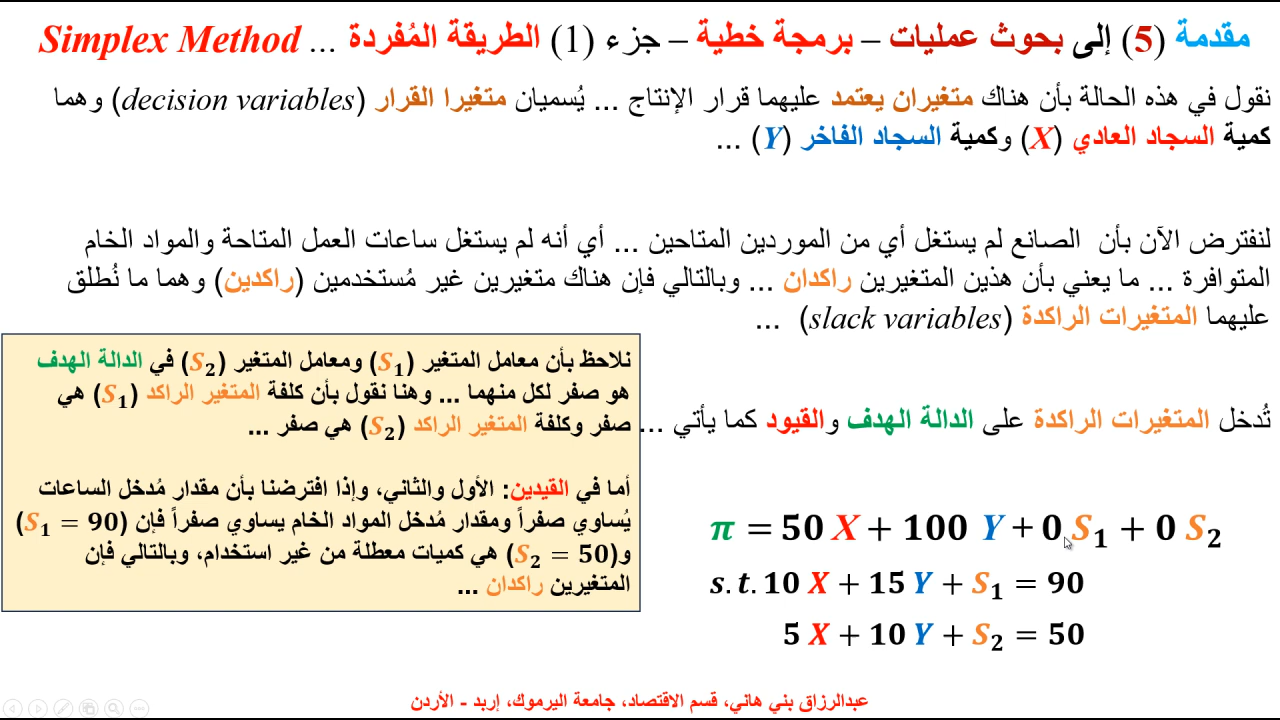 مقدمة (5) إلى بحوث عمليات – برمجة خطية – جزء (1) الطريقة المُفردة ... Simplex Method
نقول في هذه الحالة بأن هناك متغيران يعتمد عليهما قرار الإنتاج ... يُسميان متغيرا القرار (decision variables) وهما
كمية السجاد العادي (X) وكمية السجاد الفاخر (Y) ...
لنفترض الآن بأن الصانع لم يستغل أي من الموردين المتاحين ... أي أنه لم يستغل ساعات العمل المتاحة والمواد الخام
المتوافرة ... ما يعني بأن هذين المتغيرين راكدان ... وبالتالي فإن هناك متغيرين غير مُستخدمين (راكدين) وهما ما نُطلق
عليهما المتغيرات الراكدة (slack variables) ...
تُدخل المتغيرات الراكدة على الدالة الهدف والقيود كما يأتي ...
π = 50 X + 100 Y + 0 S₁ + 0 S₂
s.t. 10 X + 15 Y + S₁ = 90
5 X + 10 Y + S₂ = 50
نلاحظ بأن معامل المتغير (S₁) ومعامل المتغير (S₂) في الدالة الهدف
هو صفر لكل منهما ... وهنا نقول بأن كلفة المتغير الراكد (S₁) هي
صفر وكلفة المتغير الراكد (S₂) هي صفر ...
أما في القيدين: الأول والثاني، وإذا افترضنا بأن مقدار مُدخل الساعات
يُساوي صفراً ومقدار مُدخل المواد الخام يساوي صفراً فإن (S₁ = 90)
و(S₂ = 50) هي كميات معطلة من غير استخدام، وبالتالي فإن
المتغيرين راكدان ...
عبدالرزاق بني هاني، قسم الاقتصاد، جامعة اليرموك، إربد - الأردن